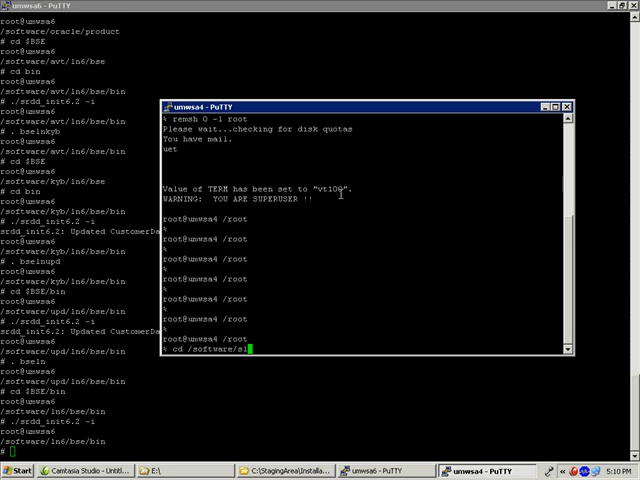 umwsa6 - PuTTY
root@umwsa6
/software/oracle/product
# cd $BSE
root@umwsa6
/software/avt/ln6/bse
# cd bin
root@umwsa6
/software/avt/ln6/bse/bin
# ./srdd_init6.2 -i
root@umwsa6
/software/avt/ln6/bse/bin
# . bselnkyb
root@umwsa6
/software/avt/ln6/bse/bin
# cd $BSE
root@umwsa6
/software/kyb/ln6/bse
# cd bin
root@umwsa6
/software/kyb/ln6/bse/bin
# ./srdd_init6.2 -i
srdd_init6.2: Updated CustomerDa
root@umwsa6
/software/kyb/ln6/bse/bin
# . bselnupd
root@umwsa6
/software/kyb/ln6/bse/bin
# cd $BSE/bin
root@umwsa6
/software/upd/ln6/bse/bin
# ./srdd_init6.2 -i
srdd_init6.2: Updated CustomerDa
root@umwsa6
/software/upd/ln6/bse/bin
# . bseln
root@umwsa6
/software/upd/ln6/bse/bin
# cd $BSE/bin
root@umwsa6
/software/ln6/bse/bin
# ./srdd_init6.2 -i
root@umwsa6
/software/ln6/bse/bin
#
umwsa4 - PuTTY
% remsh 0 -l root
Please wait...checking for disk quotas
You have mail.
uet
Value of TERM has been set to "vt100".
WARNING: YOU ARE SUPERUSER !!
root@umwsa4 /root
%
root@umwsa4 /root
%
root@umwsa4 /root
%
root@umwsa4 /root
%
root@umwsa4 /root
%
root@umwsa4 /root
%
root@umwsa4 /root
% cd /software/sl
Start
Camtasia Studio - Untitl...
E:\
C:\StagingArea\Installa...
umwsa6 - PuTTY
umwsa4 - PuTTY
5:10 PM